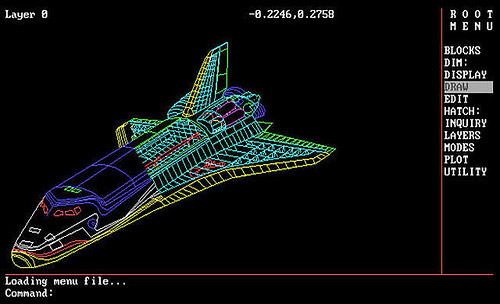 Layer 0
-0.2246,0.2758
ROOT
MENU
BLOCKS
DIM:
DISPLAY
DRAW
EDIT
HATCH:
INQUIRY
LAYERS
MODES
PLOT
UTILITY
Loading menu file...
Command: